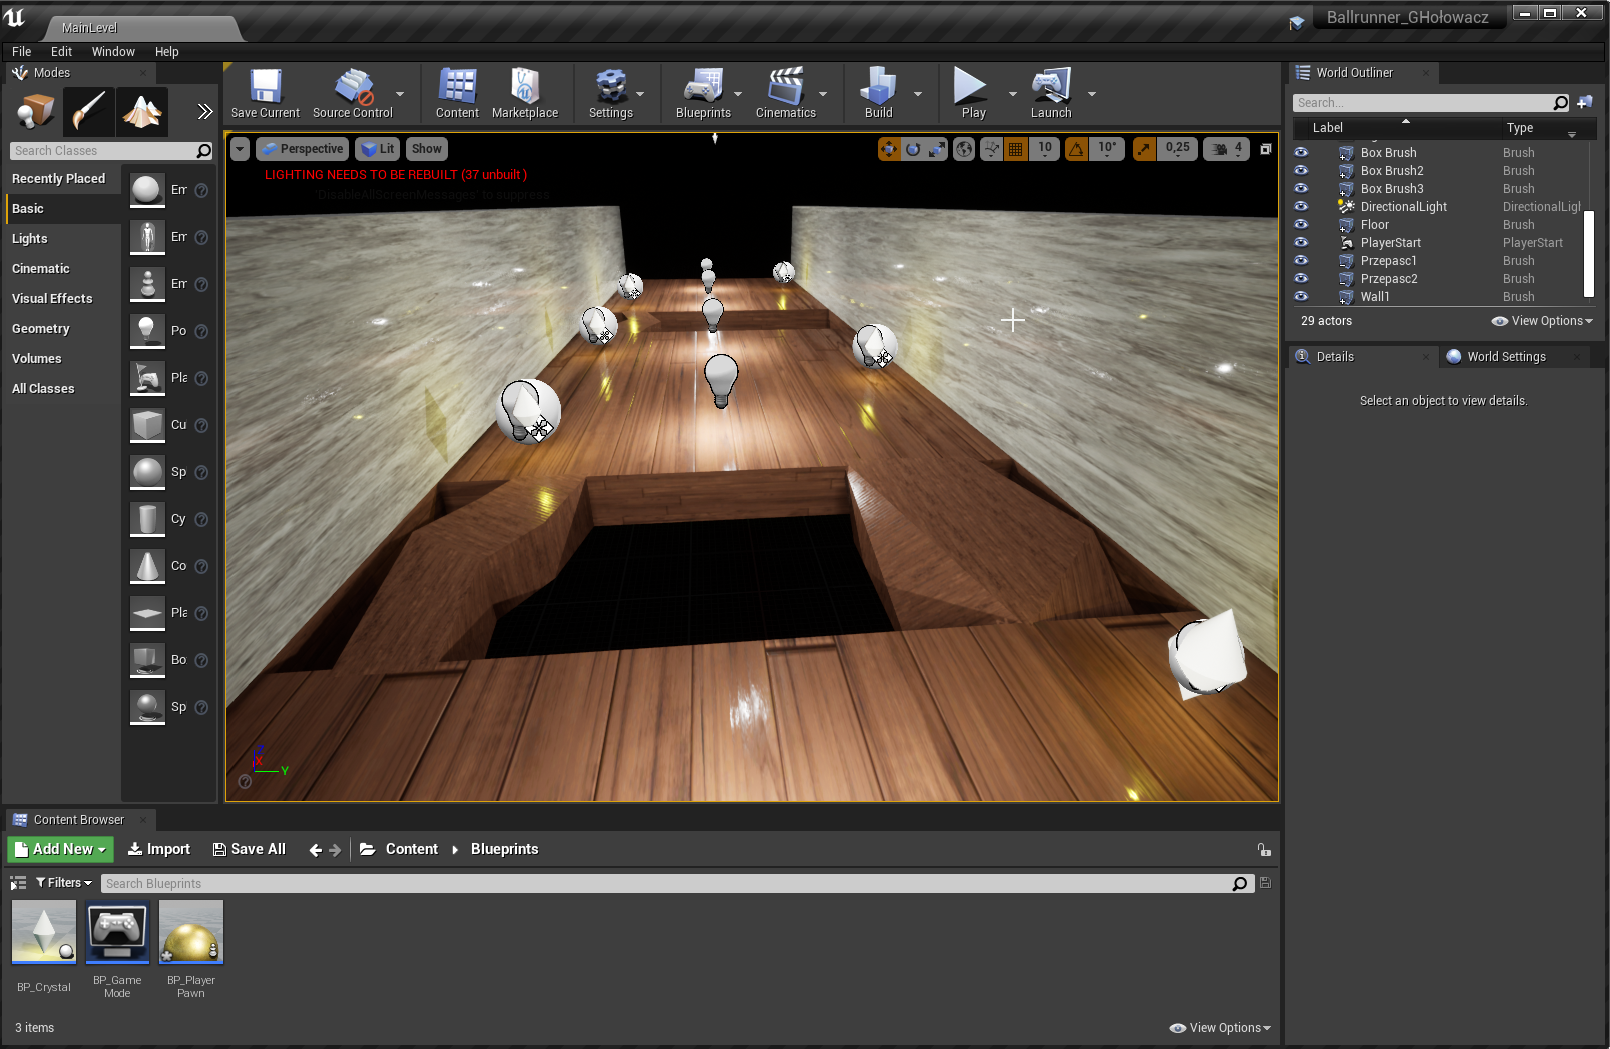 MainLevel
Ballrunner_GHołowacz
File Edit Window Help
Modes
Search Classes
Recently Placed
Basic
Lights
Cinematic
Visual Effects
Geometry
Volumes
All Classes
Em
Em
Em
Po
Pla
Cu
Sp
Cy
Co
Pla
Bo
Sp
Save Current Source Control Content Marketplace Settings Blueprints Cinematics Build Play Launch
Perspective Lit Show 10 10° 0,25 4
LIGHTING NEEDS TO BE REBUILT (37 unbuilt)
'DisableAllScreenMessages' to suppress
Z
X
Y
World Outliner
Search...
Label Type
Box Brush Brush
Box Brush2 Brush
Box Brush3 Brush
DirectionalLight DirectionalLigl
Floor Brush
PlayerStart PlayerStart
Przepasc1 Brush
Przepasc2 Brush
Wall1 Brush
29 actors View Options
Details World Settings
Select an object to view details.
Content Browser
Add New Import Save All Content Blueprints
Filters Search Blueprints
BP_Crystal
BP_Game
Mode
BP_Player
Pawn
3 items View Options